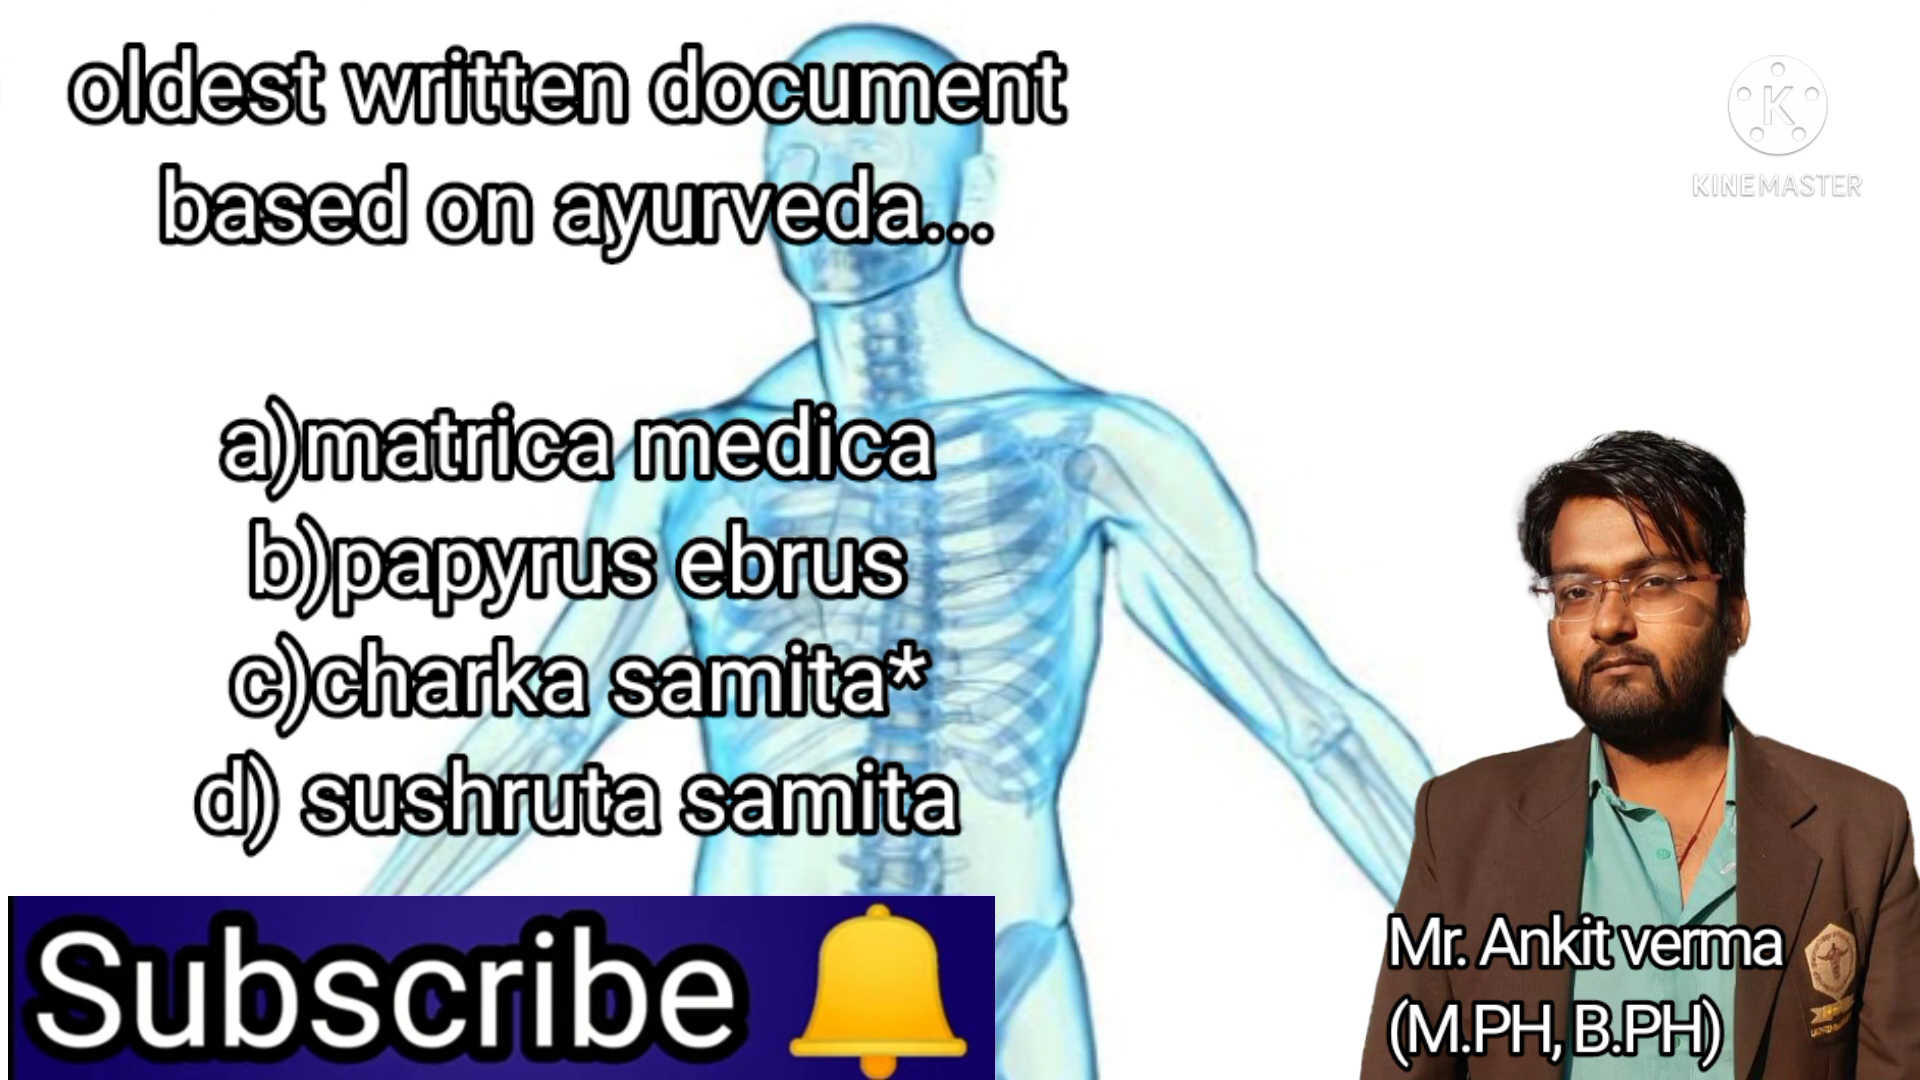 oldest written document
based on ayurveda...
a)matrica medica
b)papyrus ebrus
c)charka samita*
d) sushruta samita
Subscribe
KINEMASTER
Mr. Ankit verma
(M.PH, B.PH)